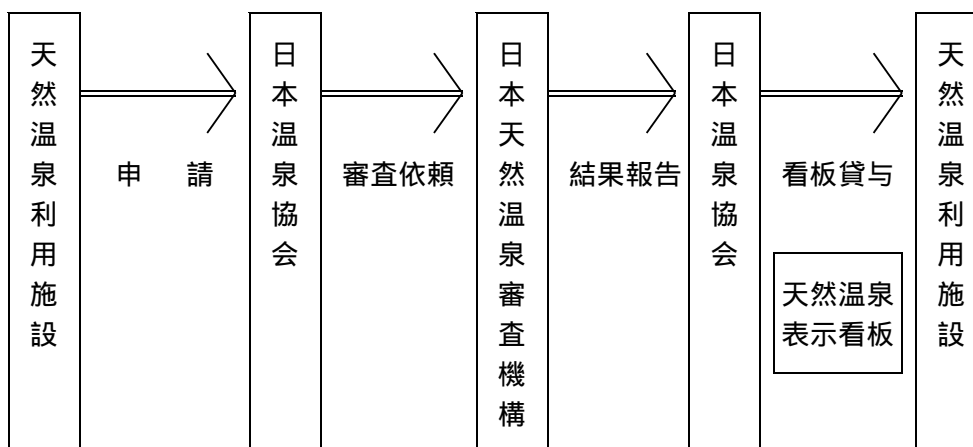 天然温泉利用施設
申　請
日本温泉協会
審査依頼
日本天然温泉審査機構
結果報告
日本温泉協会
看板貸与
天然温泉
表示看板
天然温泉利用施設